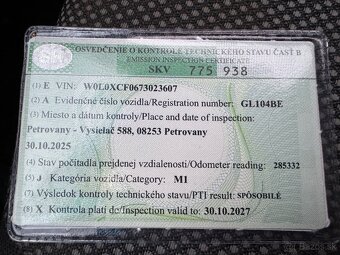 OSVEDČENIE O KONTROLE TECHNICKÉHO STAVU ČASŤ B
EMISSION INSPECTION CERTIFICATE
SKV 775 938
(1) E VIN: W0L0XCF0673023607
(2) A Evidenčné číslo vozidla/Registration number: GL104BE
(3) Miesto a dátum kontroly/Place and date of inspection:
Petrovany - Vysielač 588, 08253 Petrovany
30.10.2025
(4) Stav počítadla prejdenej vzdialenosti/Odometer reading: 285332
(5) J Kategória vozidla/Category: M1
(7) Výsledok kontroly technického stavu/PTI result: SPÔSOBILÉ
(8) X Kontrola platí do/Inspection valid to: 30.10.2027